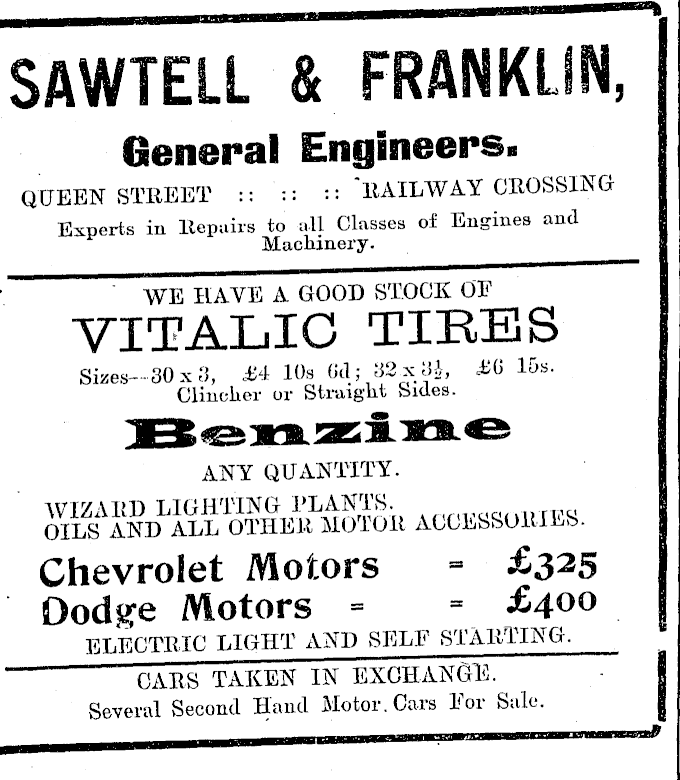 SAWTELL & FRANKLIN,
General Engineers.
QUEEN STREET :: :: :: RAILWAY CROSSING
Experts in Repairs to all Classes of Engines and
Machinery.
WE HAVE A GOOD STOCK OF
VITALIC TIRES
Sizes--30 x 3, £4 10s 6d; 32 x 3½, £6 15s.
Clincher or Straight Sides.
Benzine
ANY QUANTITY.
WIZARD LIGHTING PLANTS.
OILS AND ALL OTHER MOTOR ACCESSORIES.
Chevrolet Motors = £325
Dodge Motors = = £400
ELECTRIC LIGHT AND SELF STARTING.
CARS TAKEN IN EXCHANGE.
Several Second Hand Motor Cars For Sale.